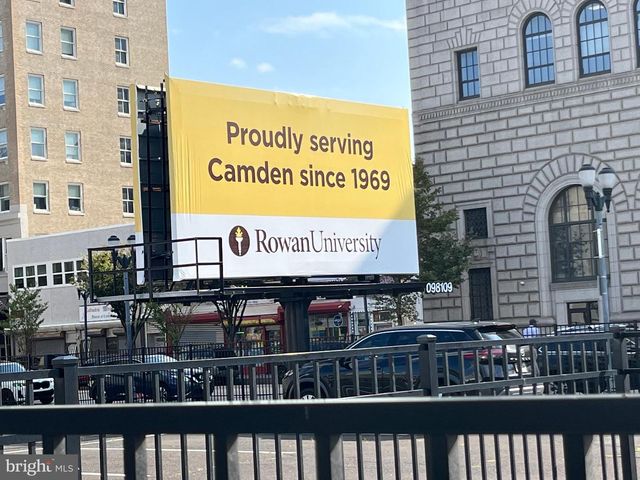 Proudly serving
Camden since 1969
RowanUniversity
098109
bright MLS